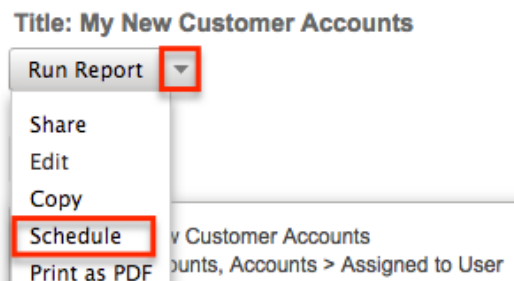 Title: My New Customer Accounts
Run Report
Share
Edit
Copy
Schedule
Customer Accounts
Print as PDF
Accounts > Assigned to User